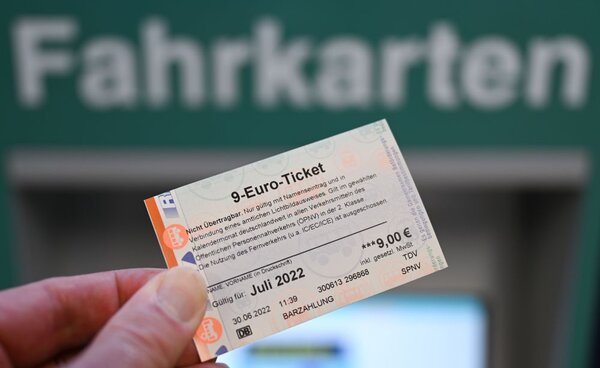 Fahrkarten
9-Euro-Ticket
Nicht Übertragbar. Nur gültig mit Namenseintrag und in
Verbindung eines amtlichen Lichtbildausweises. Gilt im gewählten
Kalendermonat deutschlandweit in allen Verkehrsmitteln des
Öffentlichen Personennahverkehrs (ÖPNV) in der 2. Klasse
.Die Nutzung des Fernverkehrs (u.a. IC/EC/ICE) ist ausgeschlossen.
***9,00 €
NAME, VORNAME (in Druckschrift)
inkl. gesetzl. MwSt
Gültig für: Juli 2022
TDV
30.06.2022 11:39 303613 296868 SPNV
DB BARZAHLUNG